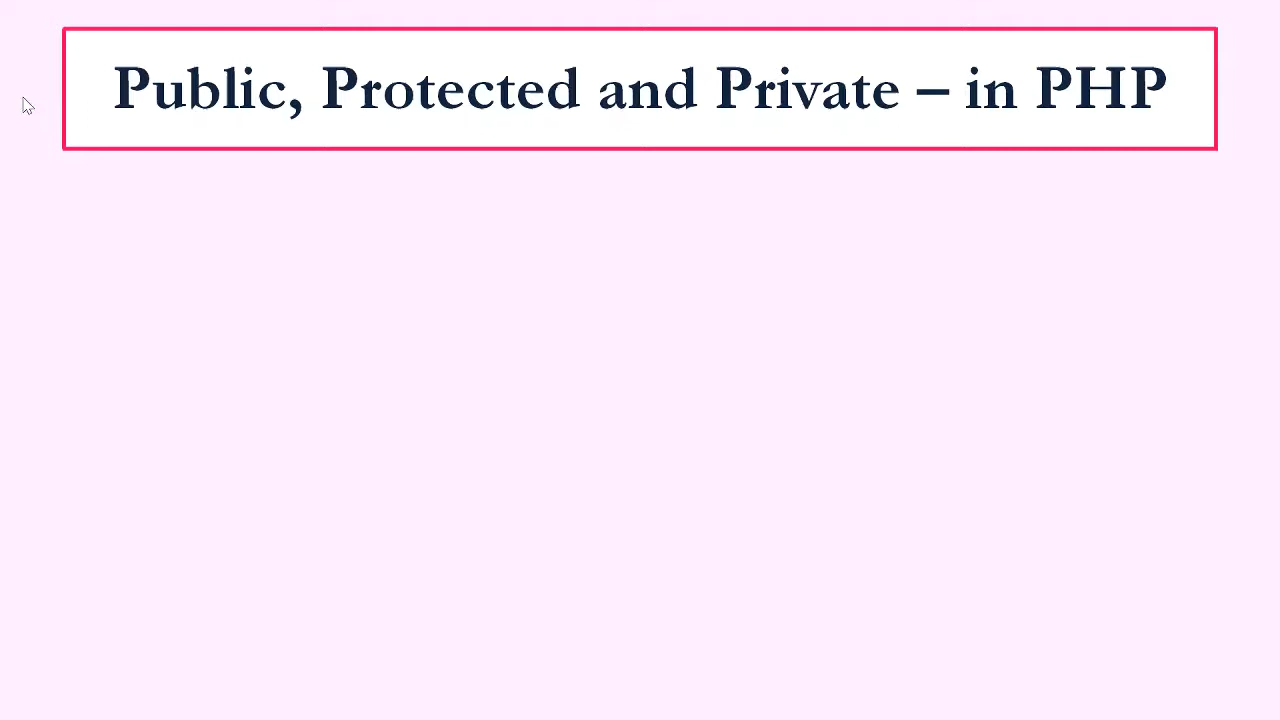 Public, Protected and Private – in PHP